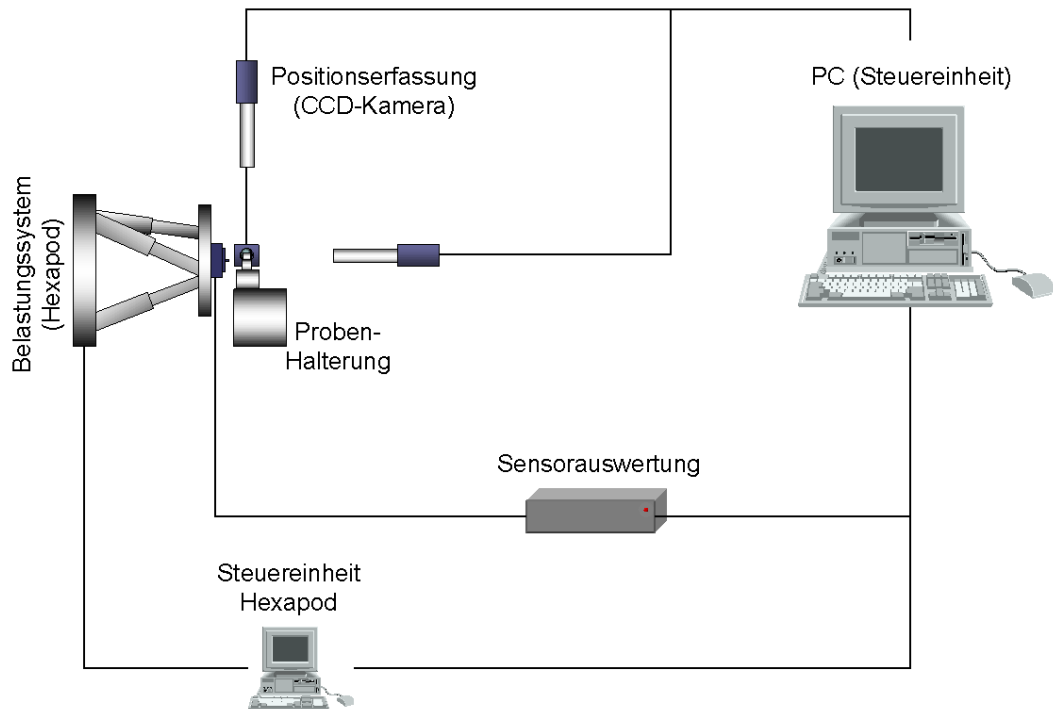 Positionserfassung
(CCD-Kamera)
PC (Steuereinheit)
Belastungssystem
(Hexapod)
Proben-
Halterung
Sensorauswertung
Steuereinheit
Hexapod